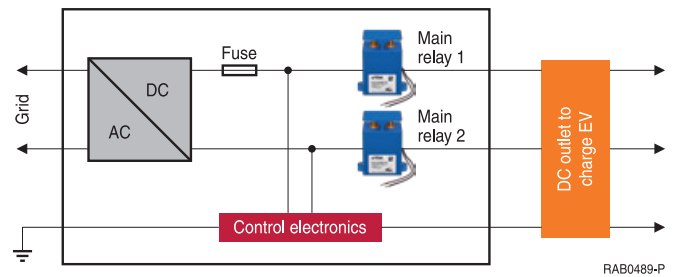 Fuse
Main
relay 1
DC
AC
Grid
Main
relay 2
DC outlet to
charge EV
Control electronics
RAB0489-P